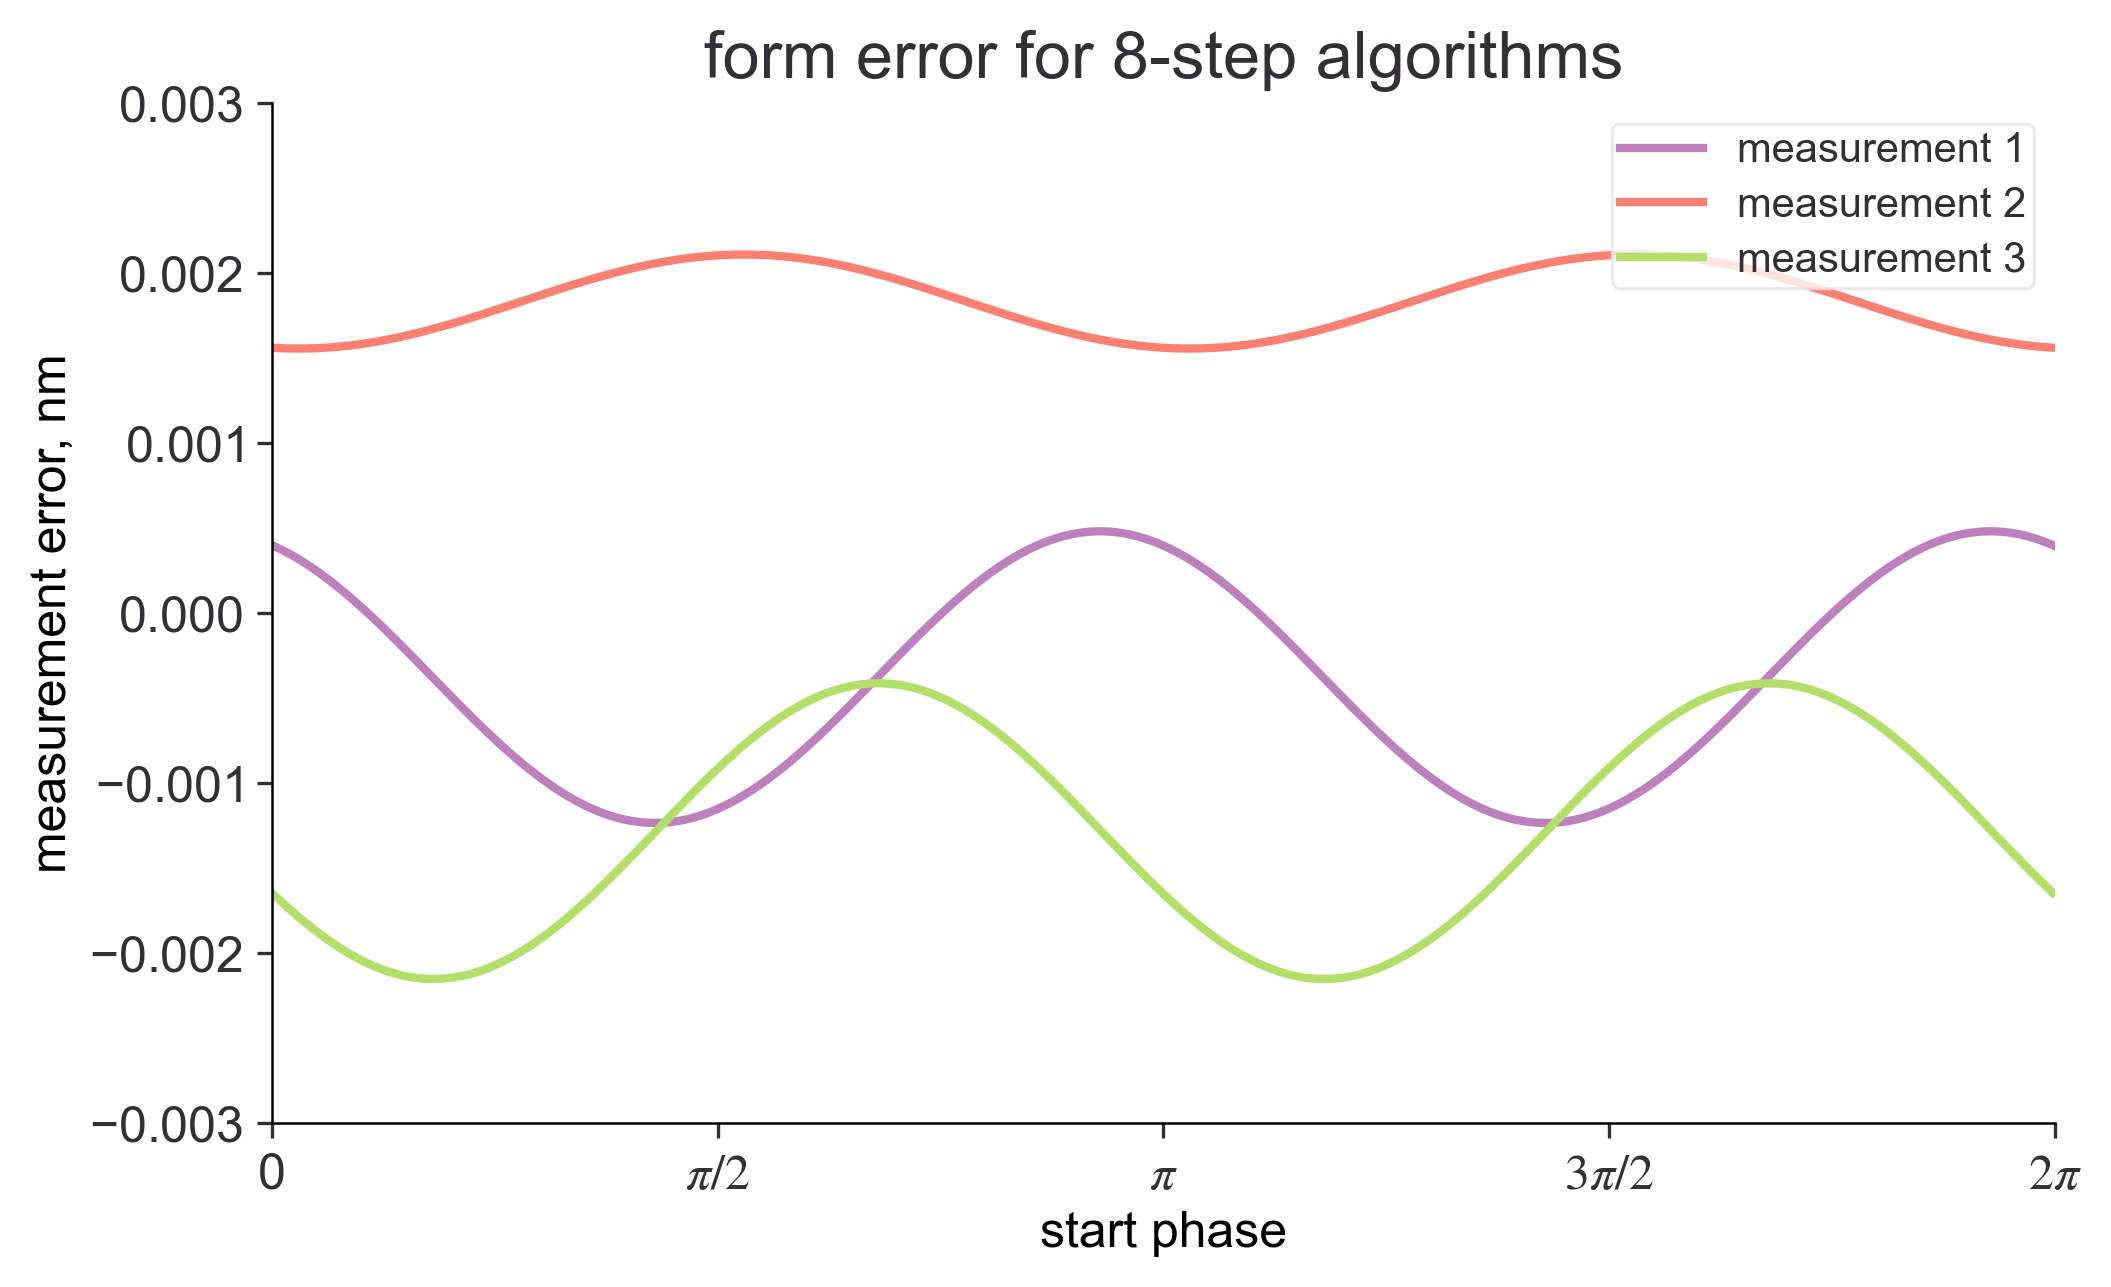 form error for 8-step algorithms
0.003
0.002
0.001
0.000
−0.001
−0.002
−0.003
measurement error, nm
measurement 1
measurement 2
measurement 3
0 π/2 π 3π/2 2π
start phase